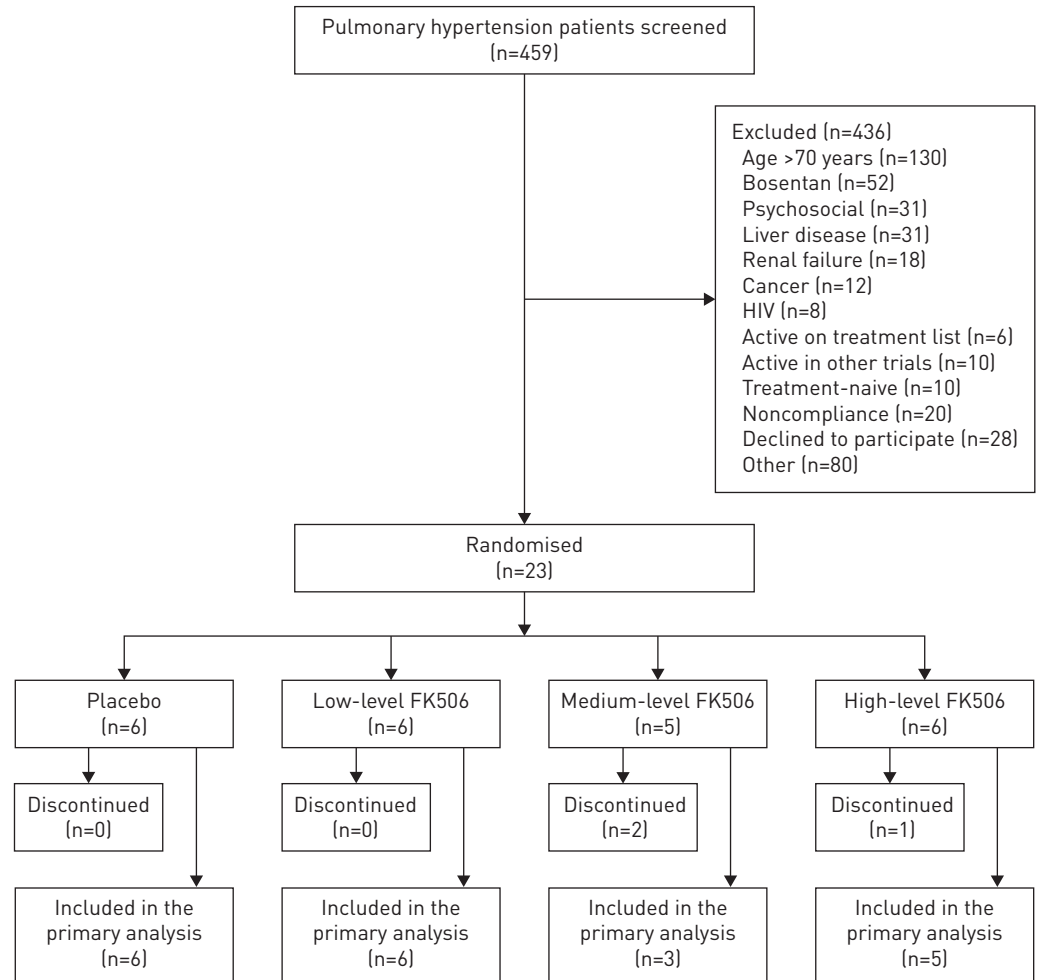 Pulmonary hypertension patients screened
(n=459)
Excluded (n=436)
Age >70 years (n=130)
Bosentan (n=52)
Psychosocial (n=31)
Liver disease (n=31)
Renal failure (n=18)
Cancer (n=12)
HIV (n=8)
Active on treatment list (n=6)
Active in other trials (n=10)
Treatment-naive (n=10)
Noncompliance (n=20)
Declined to participate (n=28)
Other (n=80)
Randomised
(n=23)
Placebo
(n=6)
Low-level FK506
(n=6)
Medium-level FK506
(n=5)
High-level FK506
(n=6)
Discontinued
(n=0)
Discontinued
(n=0)
Discontinued
(n=2)
Discontinued
(n=1)
Included in the
primary analysis
(n=6)
Included in the
primary analysis
(n=6)
Included in the
primary analysis
(n=3)
Included in the
primary analysis
(n=5)